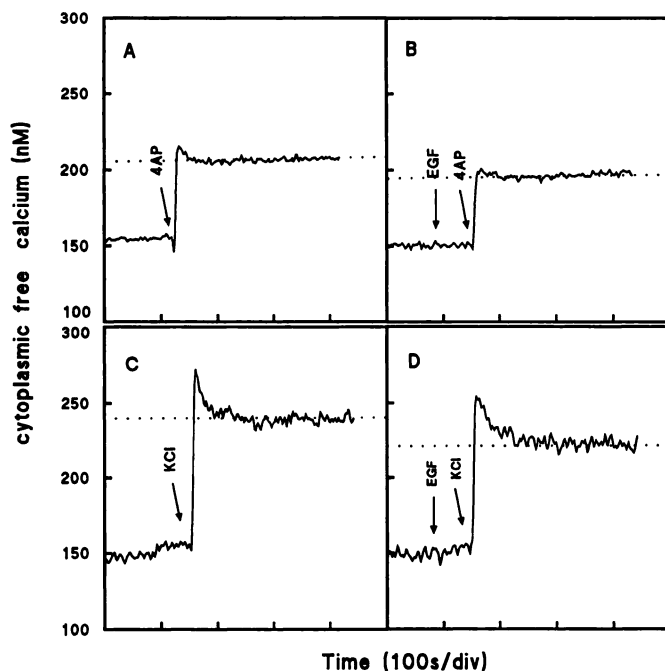 cytoplasmic free calcium (nM)
300
250
200
150
100
A
4AP
B
EGF
4AP
300
250
200
150
100
C
KCl
D
EGF
KCl
Time (100s/div)